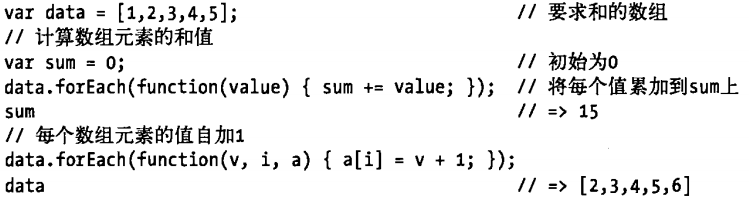 var data = [1,2,3,4,5]; // 要求和的数组
// 计算数组元素的和值
var sum = 0; // 初始为0
data.forEach(function(value) { sum += value; }); // 将每个值累加到sum上
sum // => 15
// 每个数组元素的值自加1
data.forEach(function(v, i, a) { a[i] = v + 1; });
data // => [2,3,4,5,6]